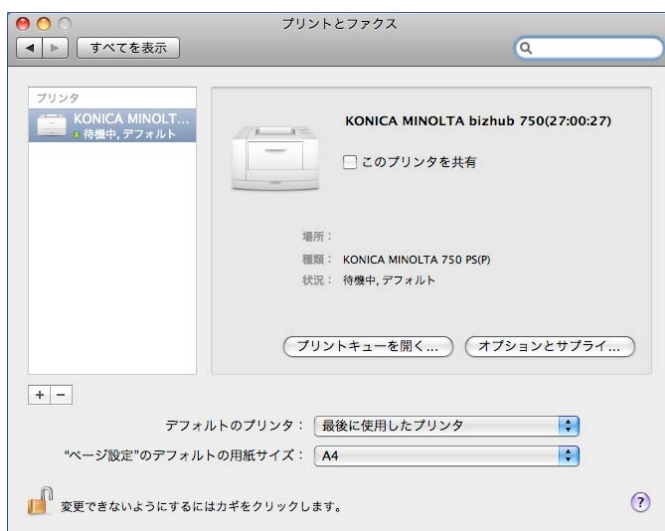 プリントとファクス
すべてを表示
プリンタ
KONICA MINOLT...
待機中, デフォルト
KONICA MINOLTA bizhub 750(27:00:27)
このプリンタを共有
場所：
種類： KONICA MINOLTA 750 PS(P)
状況： 待機中, デフォルト
プリントキューを開く... オプションとサプライ...
+ -
デフォルトのプリンタ： 最後に使用したプリンタ
“ページ設定”のデフォルトの用紙サイズ： A4
変更できないようにするにはカギをクリックします。 ?